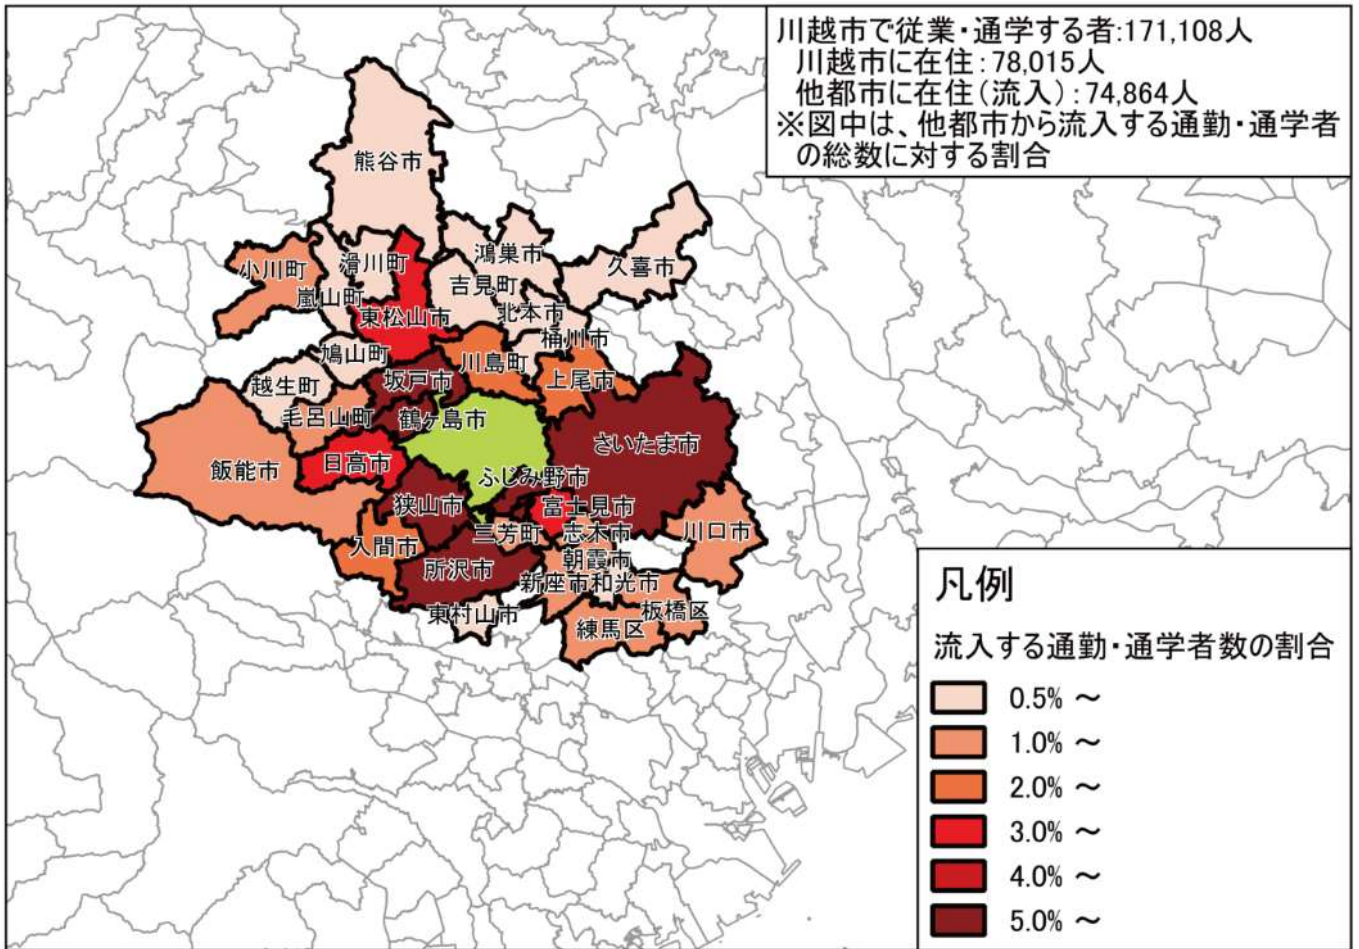 川越市で従業・通学する者:171,108人
川越市に在住:78,015人
他都市に在住(流入):74,864人
※図中は、他都市から流入する通勤・通学者
の総数に対する割合
熊谷市
小川町
滑川町
鴻巣市
久喜市
嵐山町
吉見町
東松山市
北本市
桶川市
鳩山町
川島町
越生町
坂戸市
上尾市
毛呂山町
鶴ヶ島市
さいたま市
飯能市
日高市
ふじみ野市
狭山市
富士見市
三芳町
志木市
川口市
入間市
朝霞市
所沢市
新座市
和光市
東村山市
板橋区
練馬区
凡例
流入する通勤・通学者数の割合
0.5% ～
1.0% ～
2.0% ～
3.0% ～
4.0% ～
5.0% ～